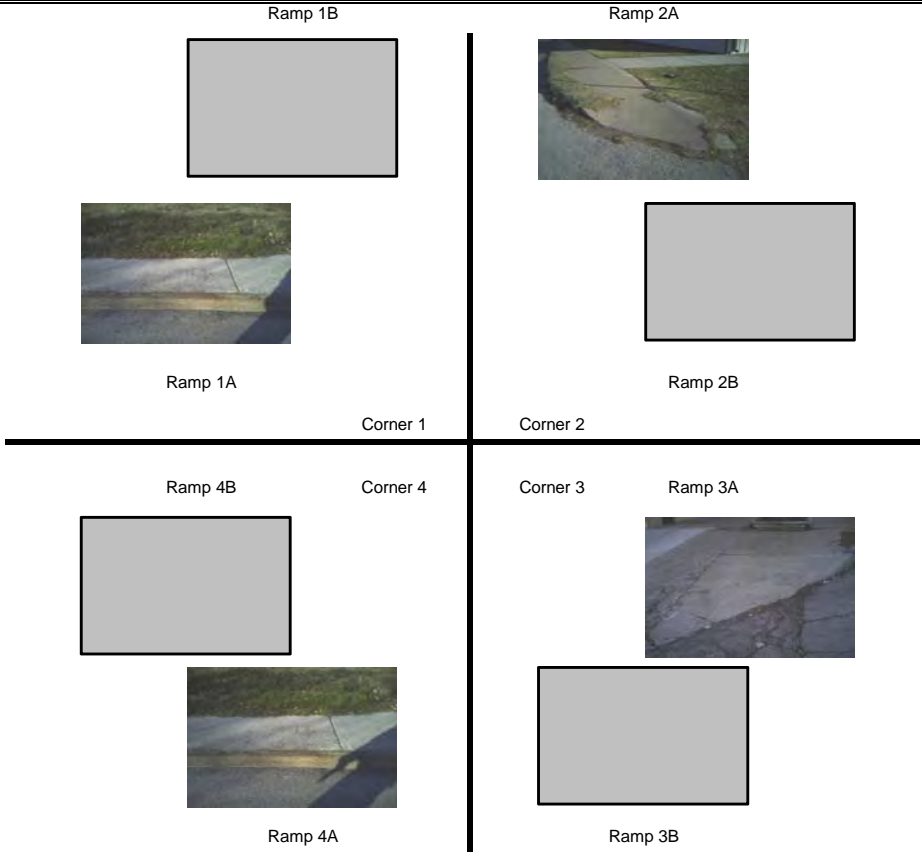 Ramp 1B
Ramp 2A
Ramp 1A
Ramp 2B
Corner 1
Corner 2
Ramp 4B
Corner 4
Corner 3
Ramp 3A
Ramp 4A
Ramp 3B